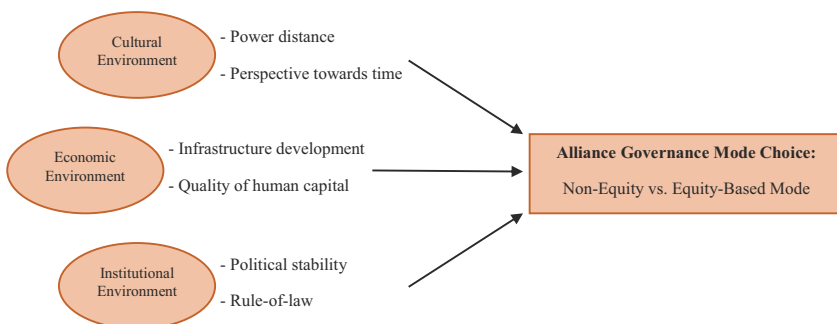 Cultural
Environment
- Power distance
- Perspective towards time
Economic
Environment
- Infrastructure development
- Quality of human capital
Institutional
Environment
- Political stability
- Rule-of-law
Alliance Governance Mode Choice:
Non-Equity vs. Equity-Based Mode